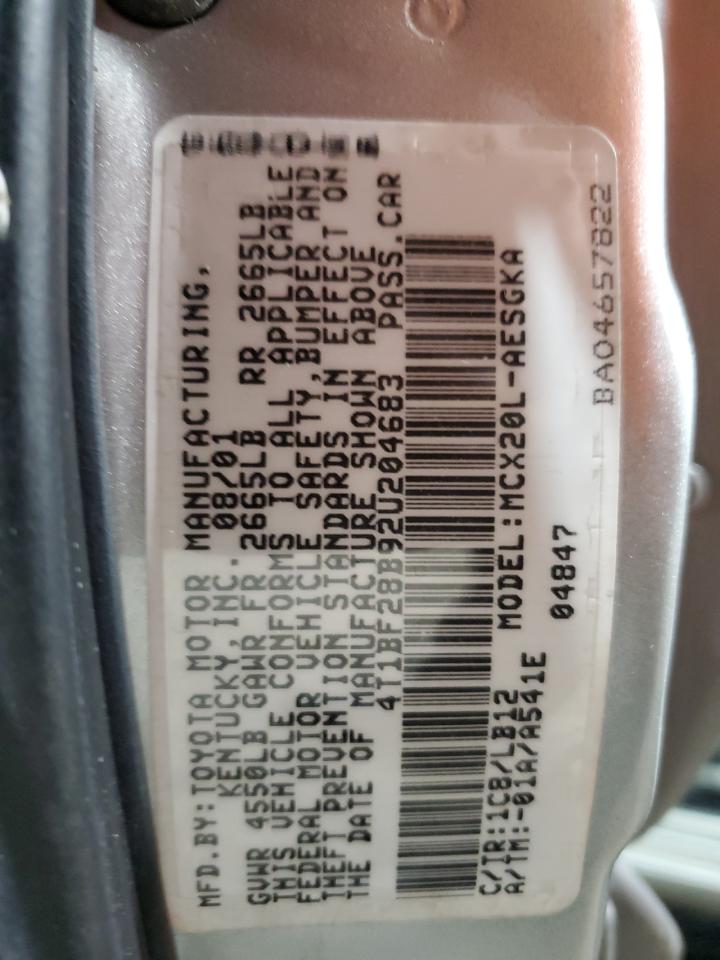 MFD.BY:TOYOTA MOTOR MANUFACTURING,
KENTUCKY, INC. 08/01
GVWR 4550LB GAWR FR 2665LB RR 2665LB
THIS VEHICLE CONFORMS TO ALL APPLICABLE
FEDERAL MOTOR VEHICLE SAFETY,BUMPER AND
THEFT PREVENTION STANDARDS IN EFFECT ON
THE DATE OF MANUFACTURE SHOWN ABOVE
4T1BF28B92U204683 PASS.CAR
C/TR:1C8/LB12 MODEL:MCX20L-AESGKA
A/TM:-01A/A541E
04847
BA04657822